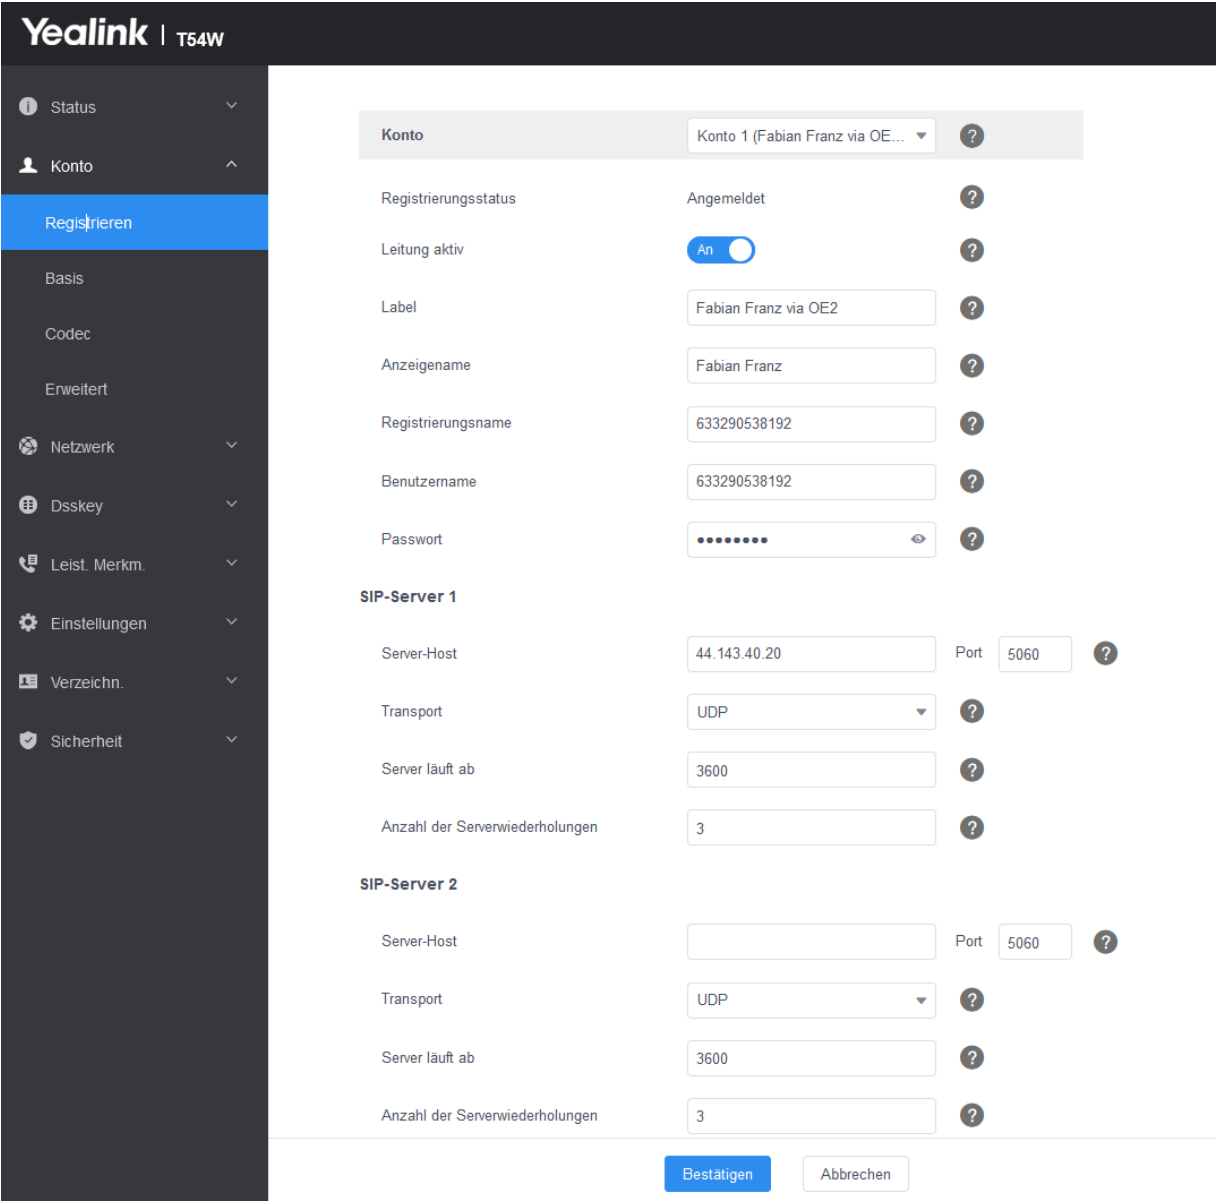 Yealink | T54W
Status
Konto
Registrieren
Basis
Codec
Erweitert
Netzwerk
Dsskey
Leist. Merkm.
Einstellungen
Verzeichn.
Sicherheit
Konto Konto 1 (Fabian Franz via OE... ?
Registrierungsstatus Angemeldet ?
Leitung aktiv An ?
Label Fabian Franz via OE2 ?
Anzeigename Fabian Franz ?
Registrierungsname 633290538192 ?
Benutzername 633290538192 ?
Passwort •••••••• ?
SIP-Server 1
Server-Host 44.143.40.20 Port 5060 ?
Transport UDP ?
Server läuft ab 3600 ?
Anzahl der Serverwiederholungen 3 ?
SIP-Server 2
Server-Host Port 5060 ?
Transport UDP ?
Server läuft ab 3600 ?
Anzahl der Serverwiederholungen 3 ?
Bestätigen Abbrechen